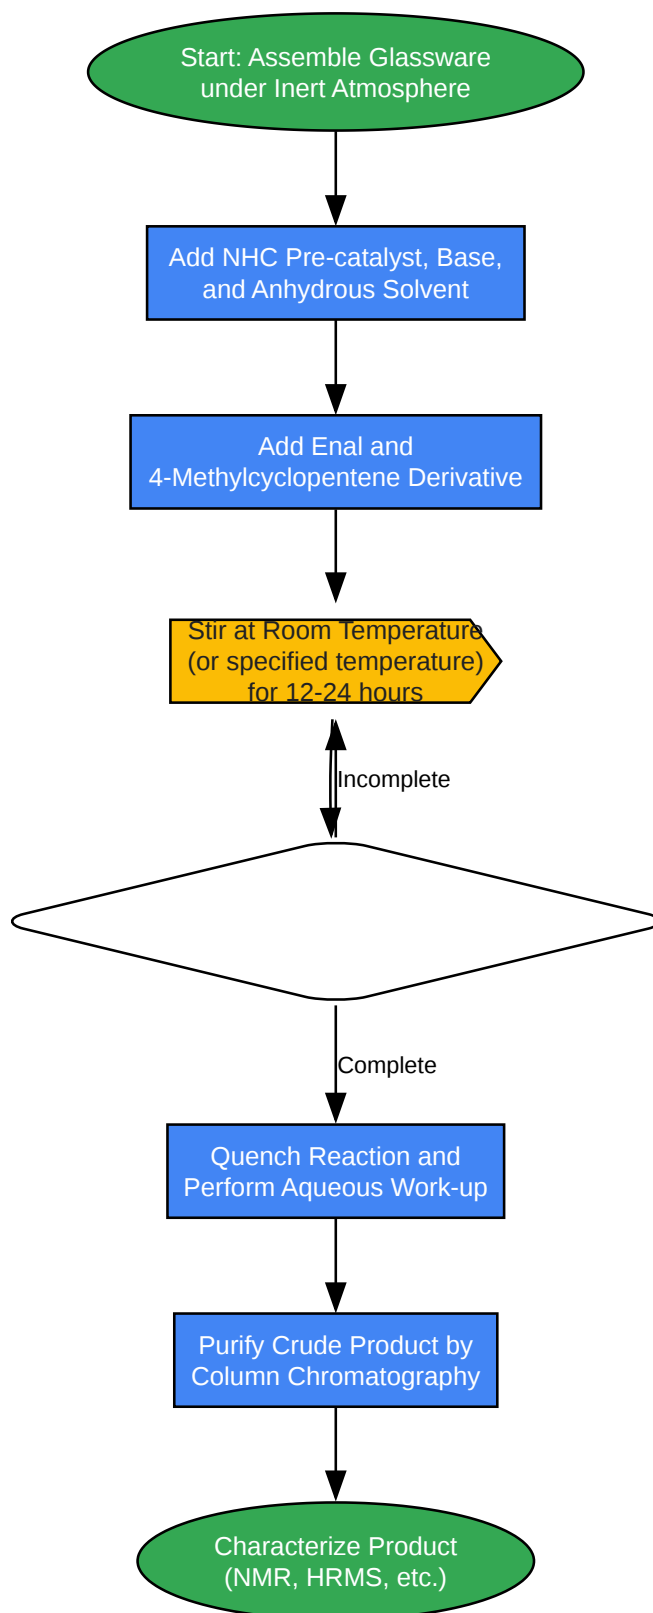 Start: Assemble Glassware
under Inert Atmosphere
Add NHC Pre-catalyst, Base,
and Anhydrous Solvent
Add Enal and
4-Methylcyclopentene Derivative
Stir at Room Temperature
(or specified temperature)
for 12-24 hours
Incomplete
Complete
Quench Reaction and
Perform Aqueous Work-up
Purify Crude Product by
Column Chromatography
Characterize Product
(NMR, HRMS, etc.)